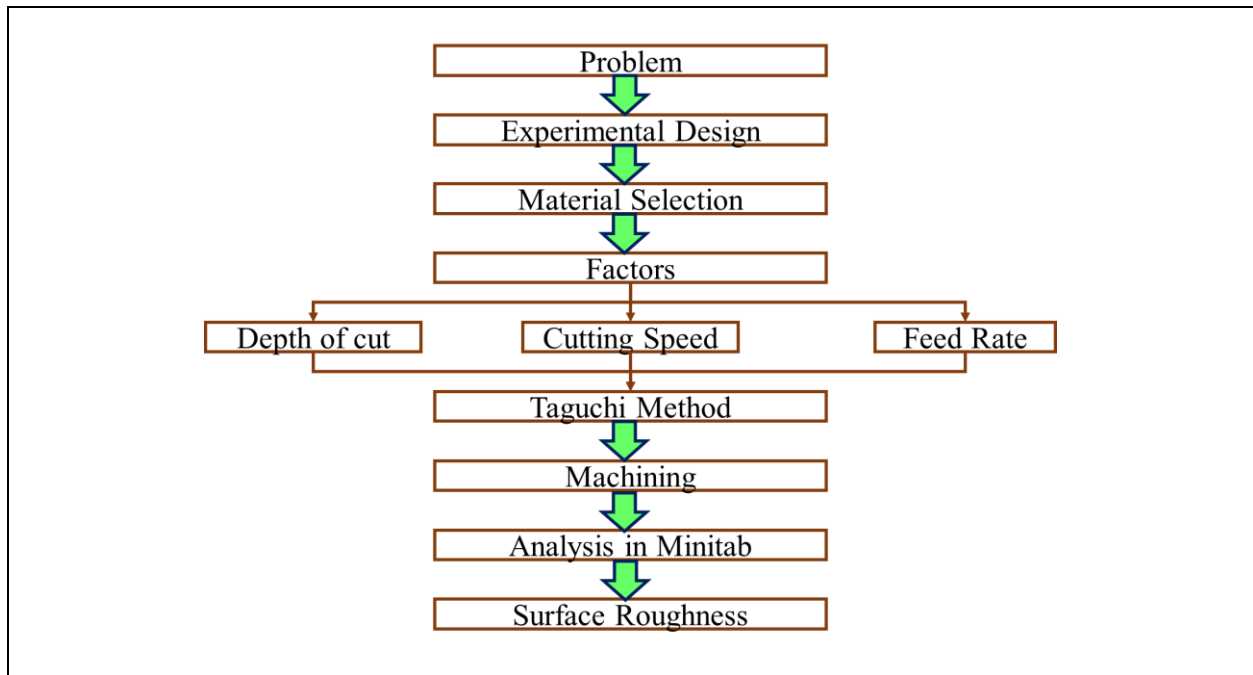 Problem
Experimental Design
Material Selection
Factors
Depth of cut
Cutting Speed
Feed Rate
Taguchi Method
Machining
Analysis in Minitab
Surface Roughness